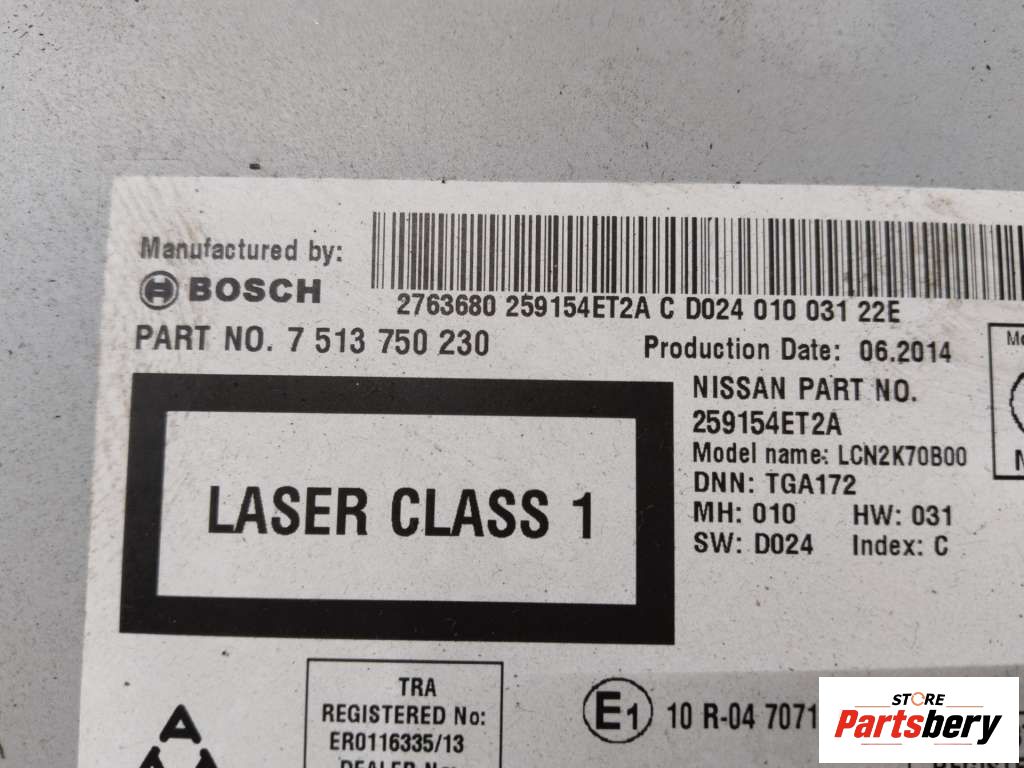 Manufactured by:
BOSCH
2763680 259154ET2A C D024 010 031 22E
PART NO. 7 513 750 230
Production Date: 06.2014
NISSAN PART NO.
259154ET2A
Model name: LCN2K70B00
DNN: TGA172
MH: 010 HW: 031
SW: D024 Index: C
LASER CLASS 1
TRA
REGISTERED No:
ER0116335/13
DEALER No:
E1 10 R-04 7071
STORE
Partsbery